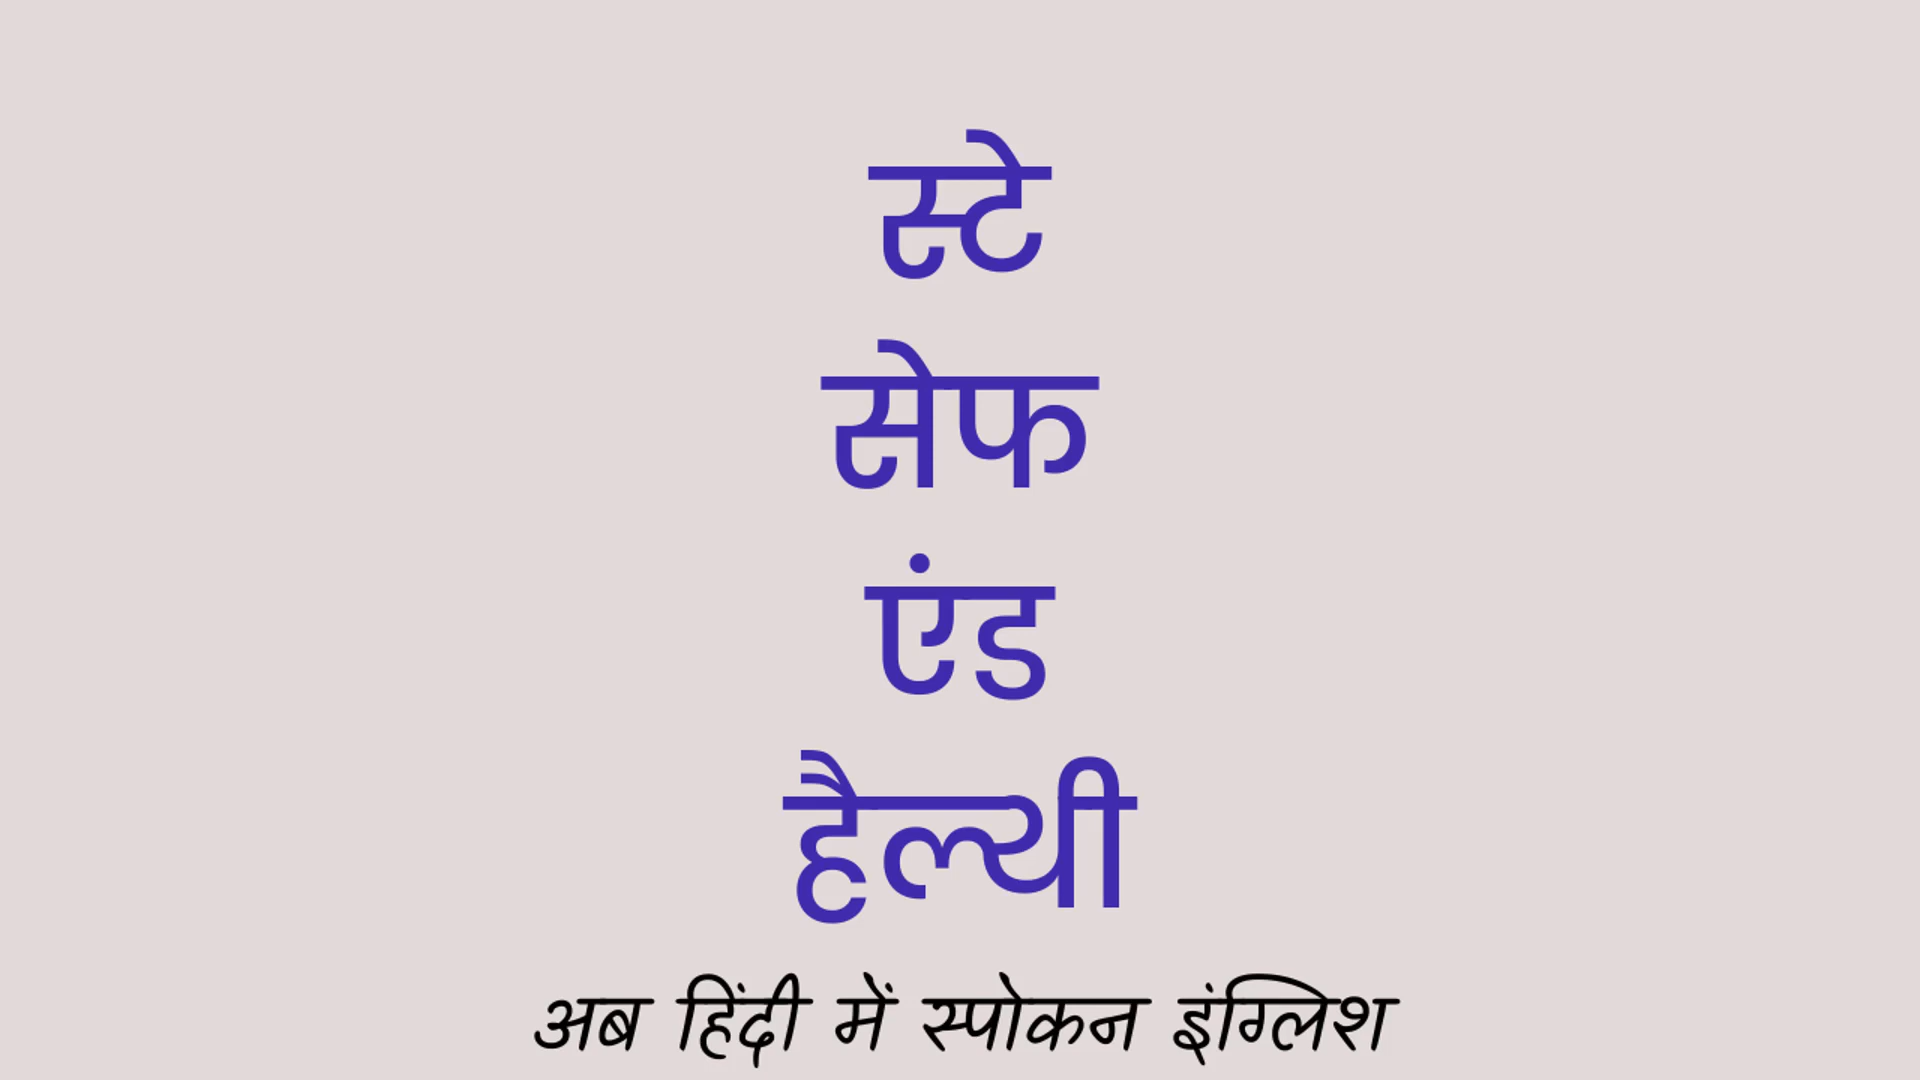 स्टे
सेफ
एंड
हैल्थी
अब हिंदी में स्पोकन इंग्लिश